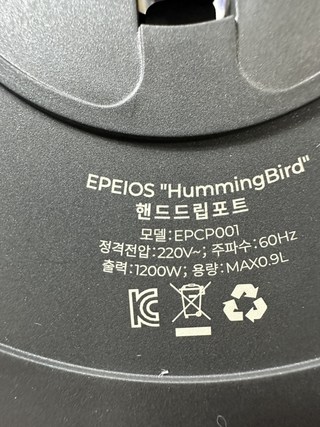 EPEIOS "HummingBird"
핸드드립포트
모델:EPCP001
정격전압:220V~; 주파수:60Hz
출력:1200W; 용량:MAX0.9L